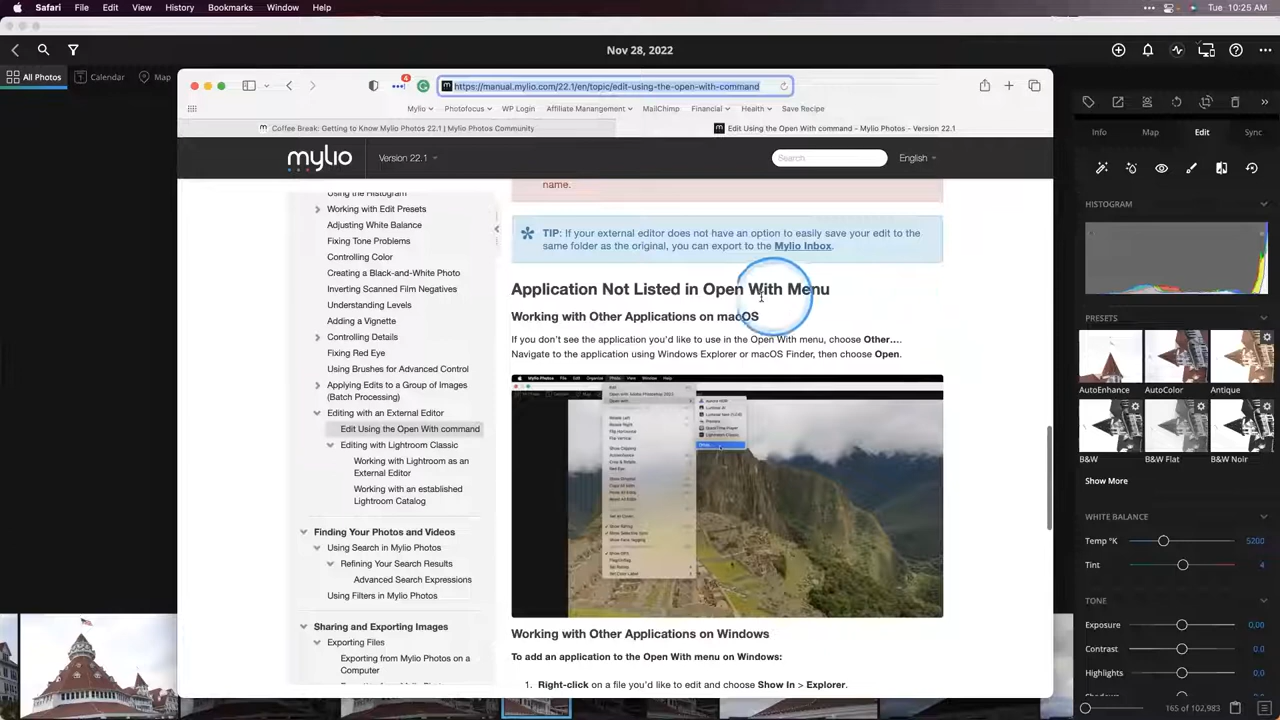 Safari File Edit View History Bookmarks Window Help Tue 10:25 AM
Nov 28, 2022
All Photos Calendar Map
4
https://manual.mylio.com/22.1/en/topic/edit-using-the-open-with-command
Mylio Photofocus WP Login Affiliate Mangement MailChimp Financial Health Save Recipe
Coffee Break: Getting to Know Mylio Photos 22.1 | Mylio Photos Community
Edit Using the Open With command - Mylio Photos - Version 22.1
mylio Version 22.1 Search English
Using the Histogram
Working with Edit Presets
Adjusting White Balance
Fixing Tone Problems
Controlling Color
Creating a Black-and-White Photo
Inverting Scanned Film Negatives
Understanding Levels
Adding a Vignette
Controlling Details
Fixing Red Eye
Using Brushes for Advanced Control
Applying Edits to a Group of Images
(Batch Processing)
Editing with an External Editor
Edit Using the Open With command
Editing with Lightroom Classic
Working with Lightroom as an
External Editor
Working with an established
Lightroom Catalog
Finding Your Photos and Videos
Using Search in Mylio Photos
Refining Your Search Results
Advanced Search Expressions
Using Filters in Mylio Photos
Sharing and Exporting Images
Exporting Files
Exporting from Mylio Photos on a
Computer
name.
TIP: If your external editor does not have an option to easily save your edit to the
same folder as the original, you can export to the Mylio Inbox.
Application Not Listed in Open With Menu
Working with Other Applications on macOS
If you don't see the application you'd like to use in the Open With menu, choose Other....
Navigate to the application using Windows Explorer or macOS Finder, then choose Open.
Working with Other Applications on Windows
To add an application to the Open With menu on Windows:
1. Right-click on a file you'd like to edit and choose Show In > Explorer.
Info Map Edit Sync
HISTOGRAM
PRESETS
AutoEnhance AutoColor Antique
B&W B&W Flat B&W Noir
Show More
WHITE BALANCE
Temp °K 5200
Tint 4
TONE
Exposure 0,00
Contrast 0.0
Highlights 0.0
165 of 102,983